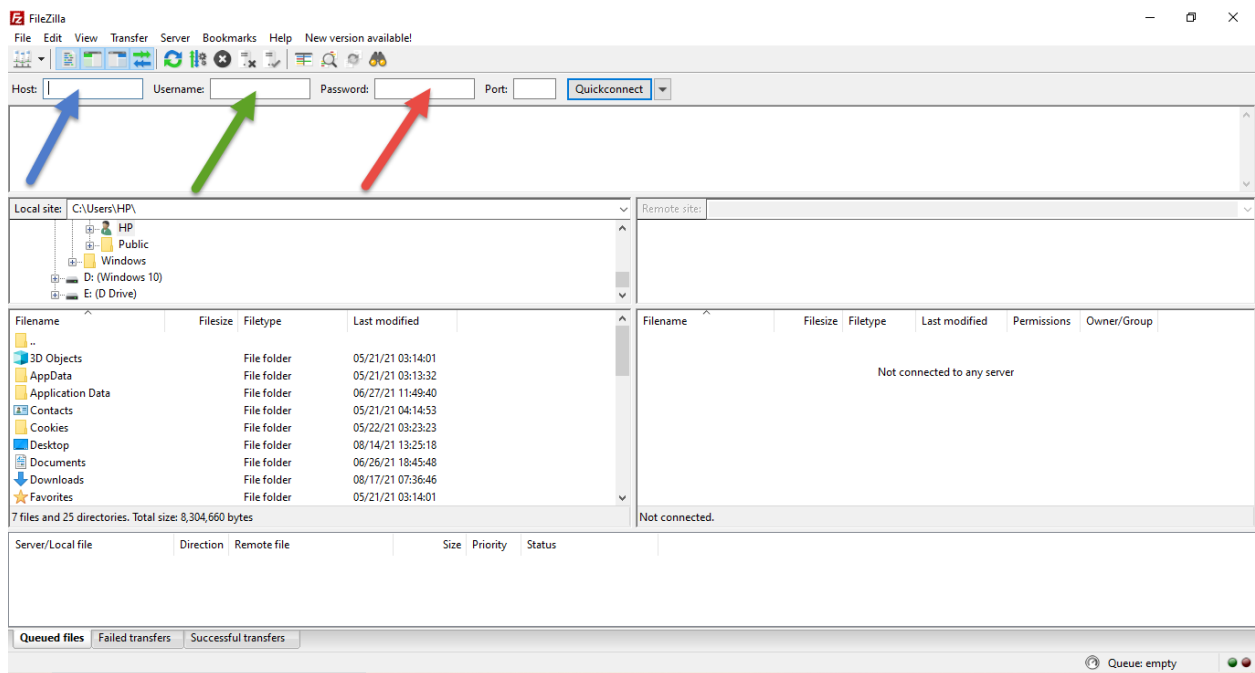 FileZilla
File Edit View Transfer Server Bookmarks Help New version available!
Host: Username: Password: Port: Quickconnect
Local site: C:\Users\HP\ Remote site:
HP
Public
Windows
D: (Windows 10)
E: (D Drive)
Filename Filesize Filetype Last modified Filename Filesize Filetype Last modified Permissions Owner/Group
..
3D Objects File folder 05/21/21 03:14:01
AppData File folder 05/21/21 03:13:32
Application Data File folder 06/27/21 11:49:40
Contacts File folder 05/21/21 04:14:53
Cookies File folder 05/22/21 03:23:23
Desktop File folder 08/14/21 13:25:18
Documents File folder 06/26/21 18:45:48
Downloads File folder 08/17/21 07:36:46
Favorites File folder 05/21/21 03:14:01
Not connected to any server
7 files and 25 directories. Total size: 8,304,660 bytes Not connected.
Server/Local file Direction Remote file Size Priority Status
Queued files Failed transfers Successful transfers
Queue: empty